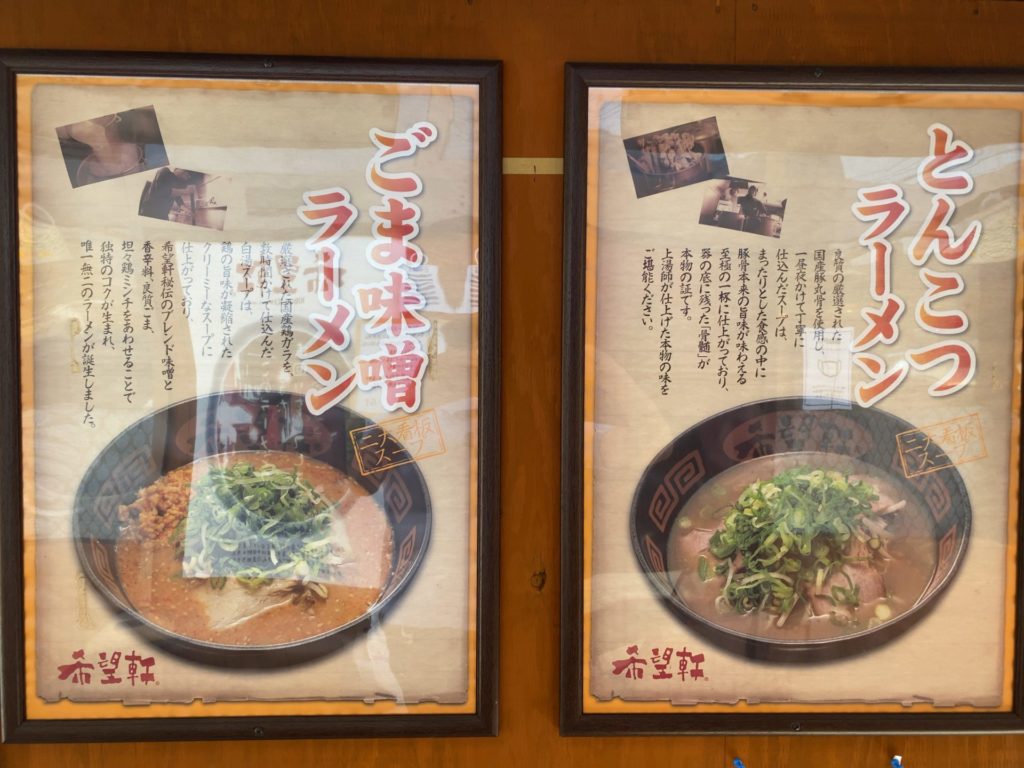 ごま味噌
ラーメン
厳選された国産鶏ガラを、
数時間かけて仕込んだ
白湯スープは、
鶏の旨味が凝縮された
クリーミーなスープに
仕上がっており、
希望軒秘伝のブレンド味噌と
香辛料、良質ごま、
坦々鶏ミンチをあわせることで
独特のコクが生まれ、
唯一無二のラーメンが誕生しました。
二大看板
スープ
希望軒
とんこつ
ラーメン
良質の厳選された
国産豚丸骨を使用し、
一昼夜かけて丁寧に
仕込んだスープは、
まったりとした食感の中に
豚骨本来の旨味が味わえる
至極の一杯に仕上がっており、
器の底に残った「骨髄」が
本物の証です。
上湯師が仕上げた本物の味を
ご堪能ください。
二大看板
スープ
希望軒